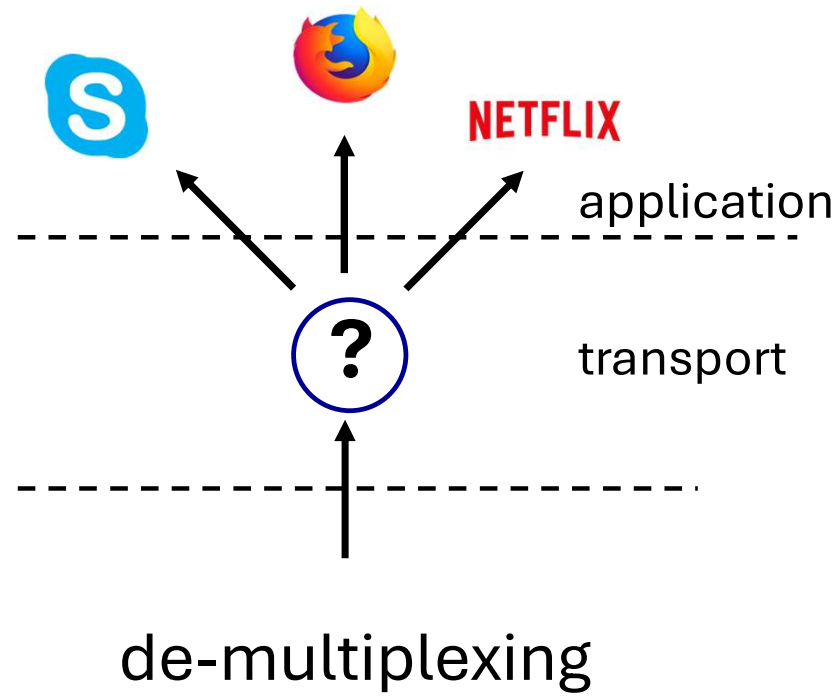 S
NETFLIX
application
?
transport
de-multiplexing